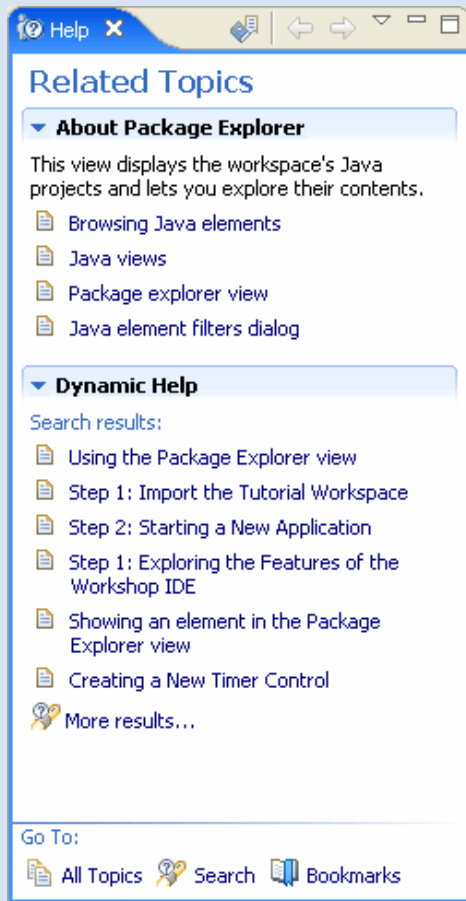 Help
Related Topics
About Package Explorer
This view displays the workspace's Java
projects and lets you explore their contents.
Browsing Java elements
Java views
Package explorer view
Java element filters dialog
Dynamic Help
Search results:
Using the Package Explorer view
Step 1: Import the Tutorial Workspace
Step 2: Starting a New Application
Step 1: Exploring the Features of the
Workshop IDE
Showing an element in the Package
Explorer view
Creating a New Timer Control
More results...
Go To:
All Topics Search Bookmarks